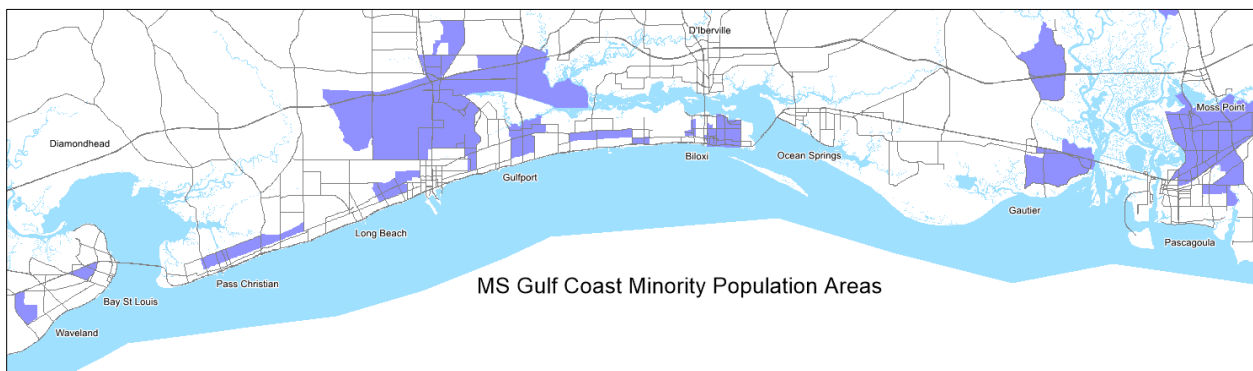 D'Iberville
Moss Point
Diamondhead
Biloxi
Ocean Springs
Gulfport
Gautier
Long Beach
Pascagoula
Pass Christian
MS Gulf Coast Minority Population Areas
Bay St Louis
Waveland